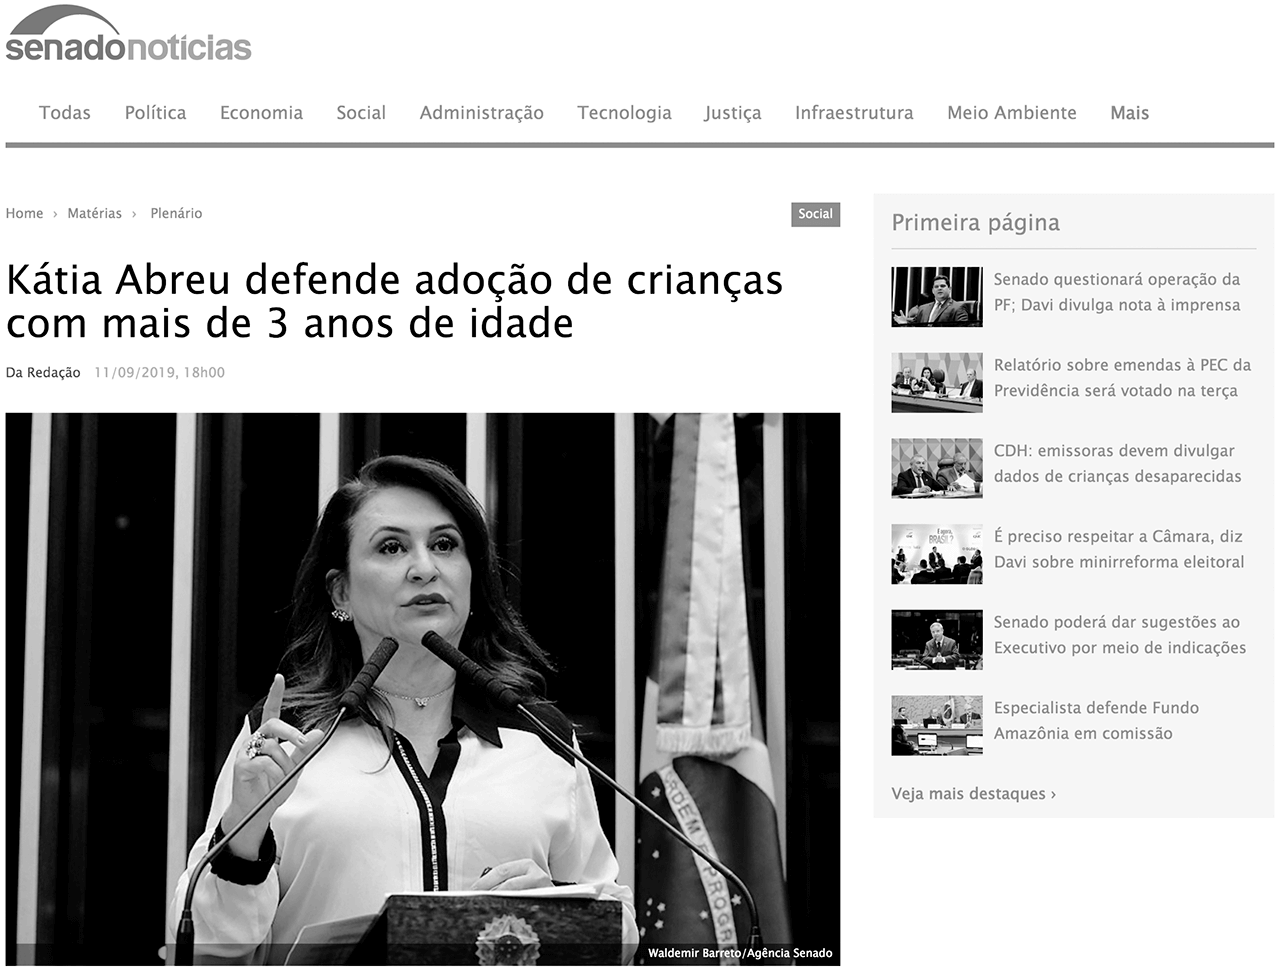 senadonotícias
Todas Política Economia Social Administração Tecnologia Justiça Infraestrutura Meio Ambiente Mais
Home › Matérias › Plenário
Social
Kátia Abreu defende adoção de crianças
com mais de 3 anos de idade
Da Redação 11/09/2019, 18h00
RDEM E
PROG
Waldemir Barreto/Agência Senado
Primeira página
Senado questionará operação da
PF; Davi divulga nota à imprensa
Relatório sobre emendas à PEC da
Previdência será votado na terça
CDH: emissoras devem divulgar
dados de crianças desaparecidas
E agora,
BRASIL?
É preciso respeitar a Câmara, diz
Davi sobre minirreforma eleitoral
Senado poderá dar sugestões ao
Executivo por meio de indicações
Especialista defende Fundo
Amazônia em comissão
Veja mais destaques ›